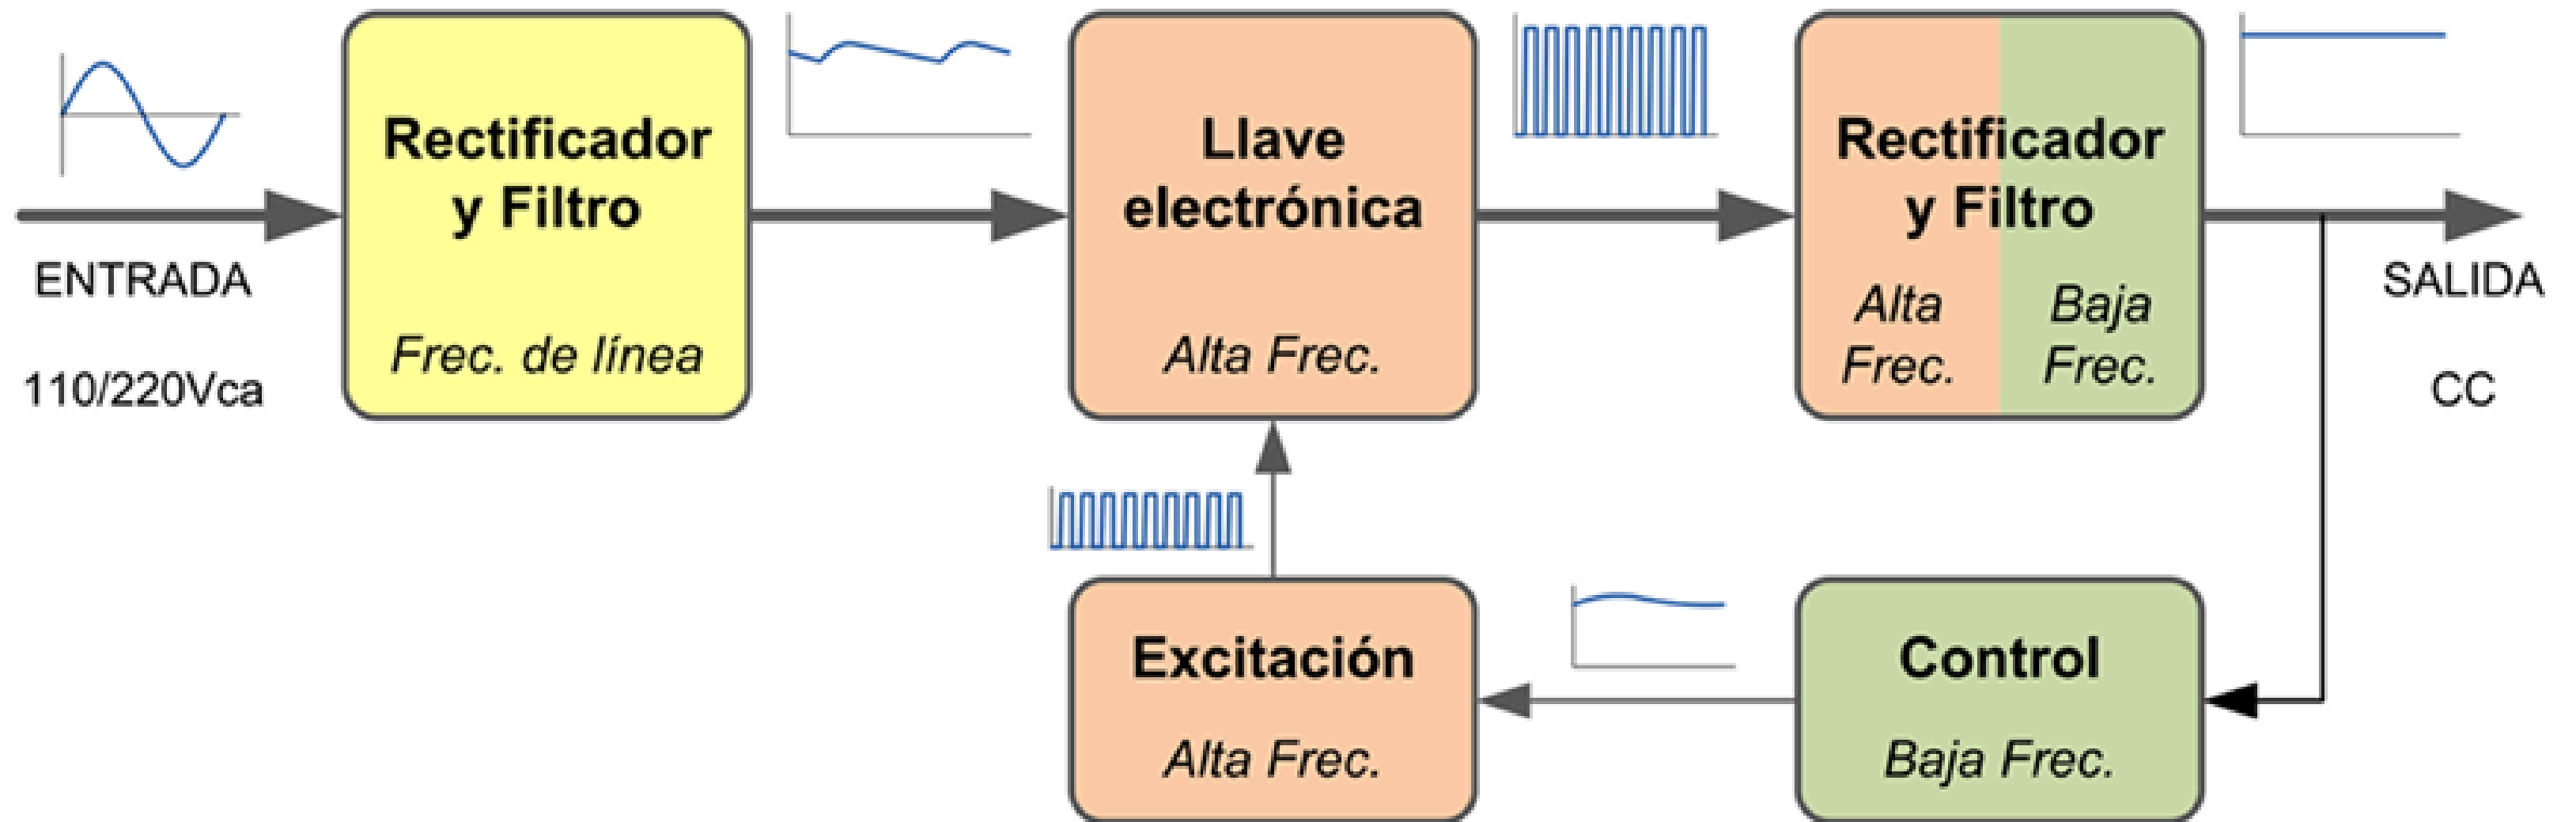 ENTRADA
110/220Vca
Rectificador
y Filtro
Frec. de línea
Llave
electrónica
Alta Frec.
Rectificador
y Filtro
Alta
Frec.
Baja
Frec.
SALIDA
CC
Excitación
Alta Frec.
Control
Baja Frec.